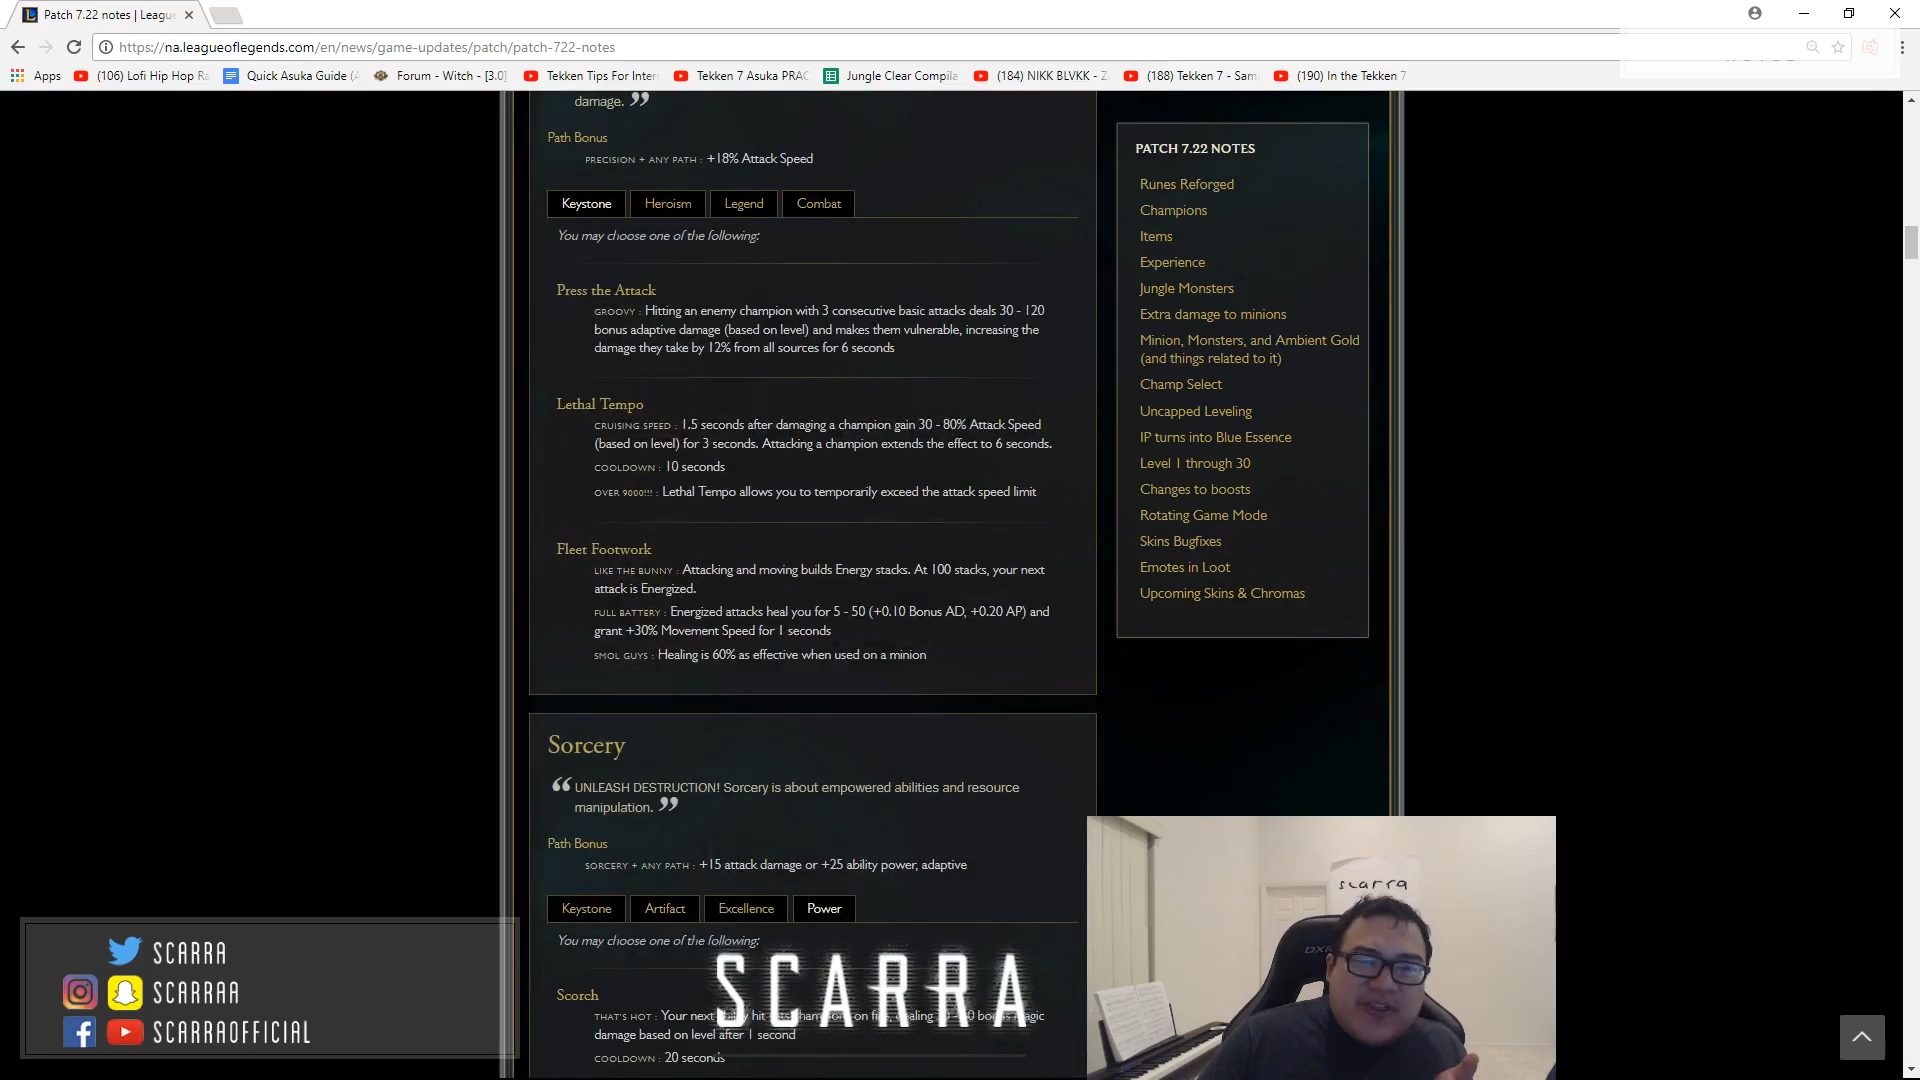 Patch 7.22 notes | Leagu
https://na.leagueoflegends.com/en/news/game-updates/patch/patch-722-notes
Apps
(106) Lofi Hip Hop Ra
Quick Asuka Guide (A
Forum - Witch - [3.0]
Tekken Tips For Inter
Tekken 7 Asuka PRAC
Jungle Clear Compila
(184) NIKK BLVKK - Z
(188) Tekken 7 - Sam
(190) In the Tekken 7
damage. ”
Path Bonus
PRECISION + ANY PATH : +18% Attack Speed
Keystone Heroism Legend Combat
You may choose one of the following:
Press the Attack
GROOVY : Hitting an enemy champion with 3 consecutive basic attacks deals 30 - 120
bonus adaptive damage (based on level) and makes them vulnerable, increasing the
damage they take by 12% from all sources for 6 seconds
Lethal Tempo
CRUISING SPEED : 1.5 seconds after damaging a champion gain 30 - 80% Attack Speed
(based on level) for 3 seconds. Attacking a champion extends the effect to 6 seconds.
COOLDOWN : 10 seconds
OVER 9000!!! : Lethal Tempo allows you to temporarily exceed the attack speed limit
Fleet Footwork
LIKE THE BUNNY : Attacking and moving builds Energy stacks. At 100 stacks, your next
attack is Energized.
FULL BATTERY : Energized attacks heal you for 5 - 50 (+0.10 Bonus AD, +0.20 AP) and
grant +30% Movement Speed for 1 seconds
SMOL GUYS : Healing is 60% as effective when used on a minion
Sorcery
“ UNLEASH DESTRUCTION! Sorcery is about empowered abilities and resource
manipulation. ”
Path Bonus
SORCERY + ANY PATH : +15 attack damage or +25 ability power, adaptive
Keystone Artifact Excellence Power
You may choose one of the following:
Scorch
THAT'S HOT : Your next ability hit sets champions on fire, dealing bonus magic
damage based on level after 1 second
COOLDOWN : 20 seconds
PATCH 7.22 NOTES
Runes Reforged
Champions
Items
Experience
Jungle Monsters
Extra damage to minions
Minion, Monsters, and Ambient Gold
(and things related to it)
Champ Select
Uncapped Leveling
IP turns into Blue Essence
Level 1 through 30
Changes to boosts
Rotating Game Mode
Skins Bugfixes
Emotes in Loot
Upcoming Skins & Chromas
SCARRA
SCARRAA
SCARRAOFFICIAL
SCARRA
scarra